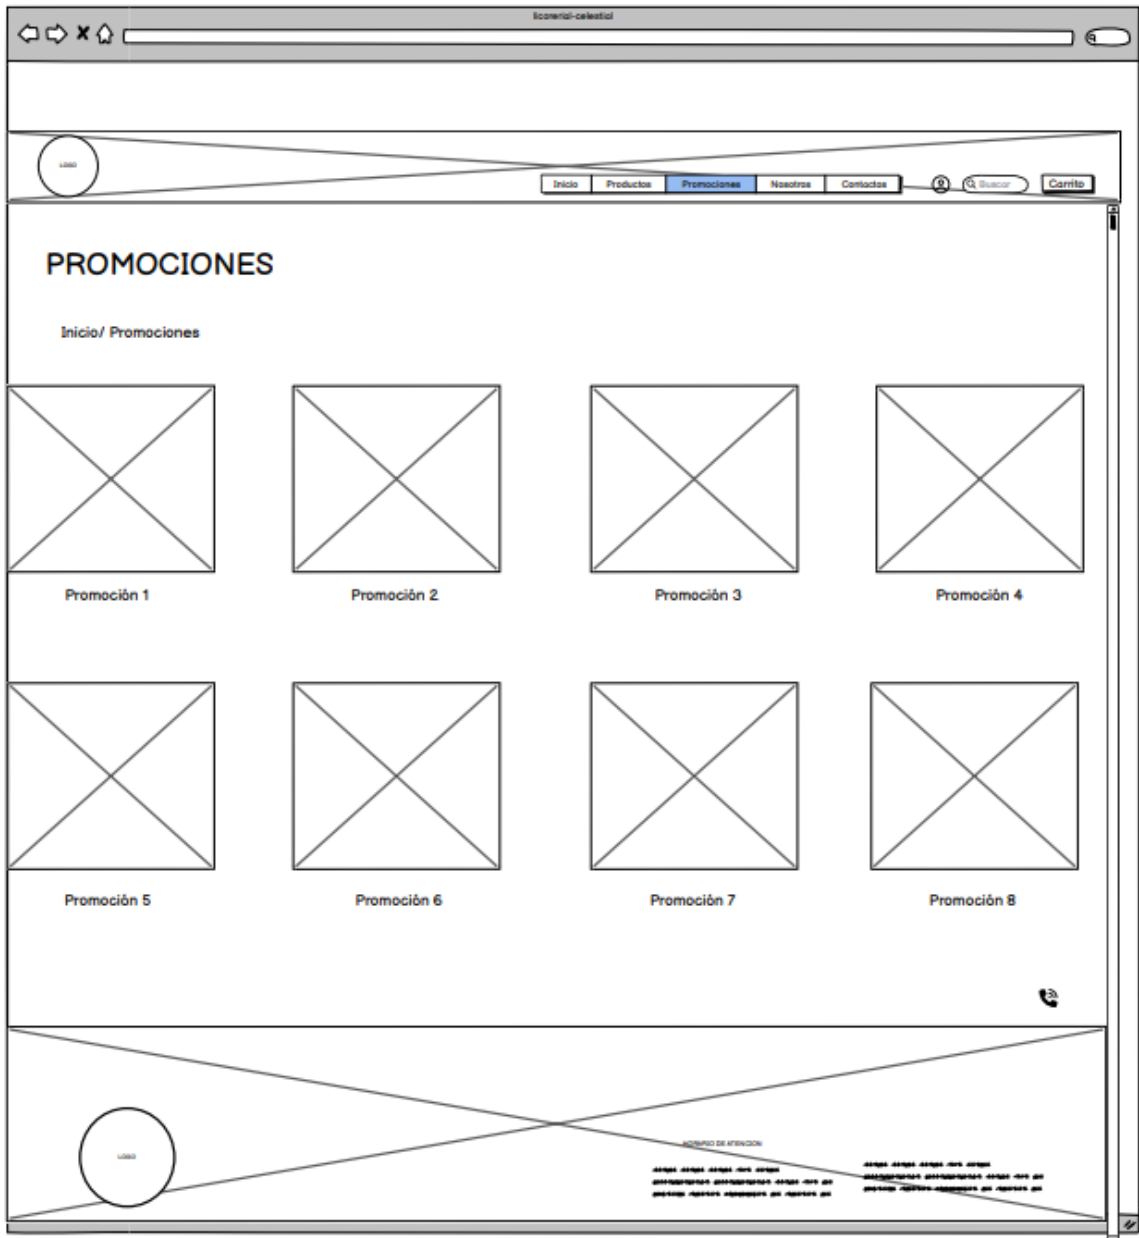 licorerial-celestial
LOGO
Inicio Productos Promociones Nosotros Contactos Buscar Carrito
PROMOCIONES
Inicio/ Promociones
Promoción 1 Promoción 2 Promoción 3 Promoción 4
Promoción 5 Promoción 6 Promoción 7 Promoción 8
HORARIO DE ATENCION
LOGO